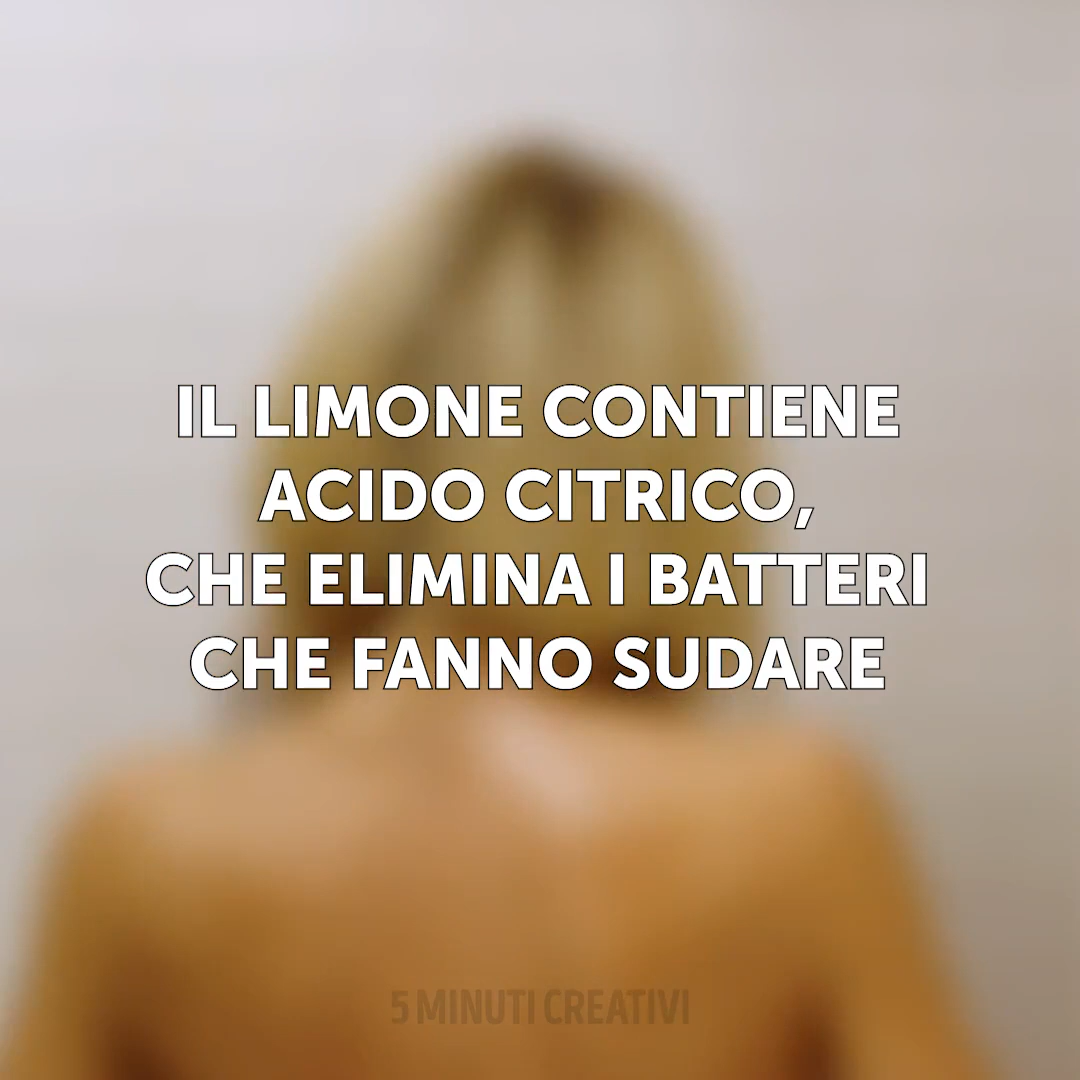 IL LIMONE CONTIENE
ACIDO CITRICO,
CHE ELIMINA I BATTERI
CHE FANNO SUDARE
5 MINUTI CREATIVI